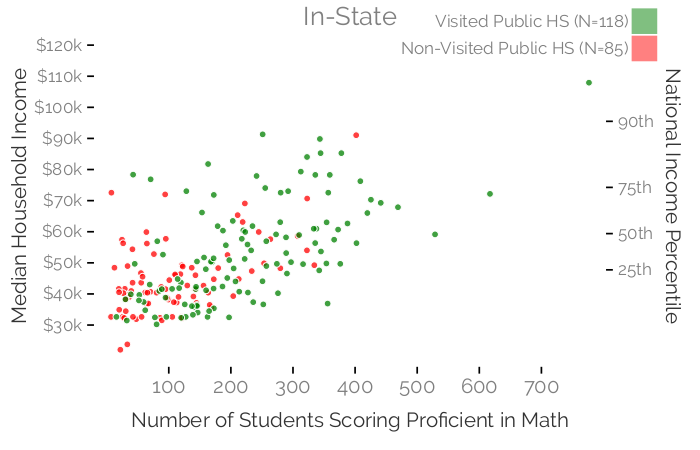 In-State
Visited Public HS (N=118)
Non-Visited Public HS (N=85)
Median Household Income
$120k
$110k
$100k
$90k
$80k
$70k
$60k
$50k
$40k
$30k
National Income Percentile
90th
75th
50th
25th
100 200 300 400 500 600 700
Number of Students Scoring Proficient in Math